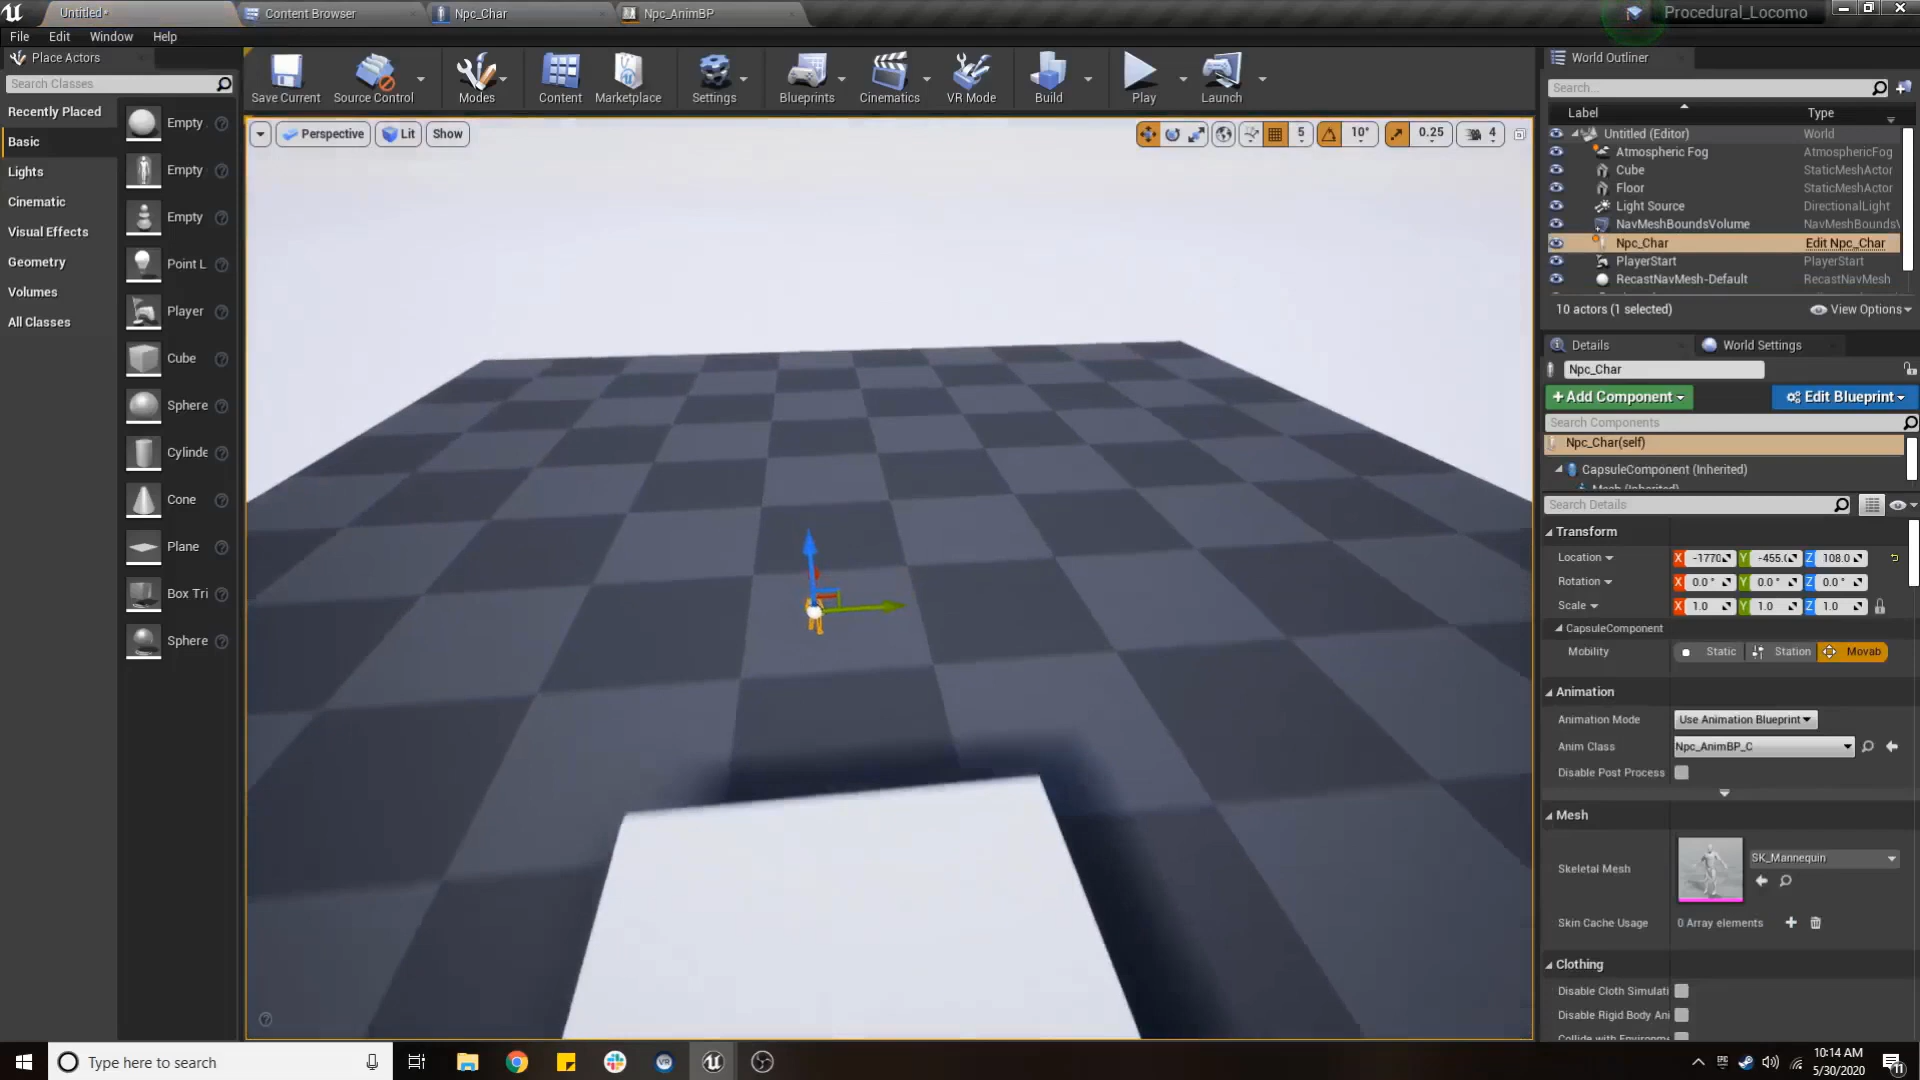 Untitled*
Content Browser
Npc_Char
Npc_AnimBP
Procedural_Locomo
File Edit Window Help
Place Actors
Search Classes
Recently Placed
Basic
Lights
Cinematic
Visual Effects
Geometry
Volumes
All Classes
Empty
Empty
Empty
Point L
Player
Cube
Sphere
Cylinde
Cone
Plane
Box Tri
Sphere
Save Current
Source Control
Modes
Content
Marketplace
Settings
Blueprints
Cinematics
VR Mode
Build
Play
Launch
Perspective Lit Show
5 10° 0.25 4
World Outliner
Search...
Label Type
Untitled (Editor) World
Atmospheric Fog AtmosphericFog
Cube StaticMeshActor
Floor StaticMeshActor
Light Source DirectionalLight
NavMeshBoundsVolume NavMeshBoundsV
Npc_Char Edit Npc_Char
PlayerStart PlayerStart
RecastNavMesh-Default RecastNavMesh
10 actors (1 selected) View Options
Details World Settings
Npc_Char
+ Add Component Edit Blueprint
Search Components
Npc_Char(self)
CapsuleComponent (Inherited)
Mesh (Inherited)
Search Details
Transform
Location X -1770 Y -455.0 Z 108.0
Rotation X 0.0° Y 0.0° Z 0.0°
Scale X 1.0 Y 1.0 Z 1.0
CapsuleComponent
Mobility Static Station Movab
Animation
Animation Mode Use Animation Blueprint
Anim Class Npc_AnimBP_C
Disable Post Process
Mesh
Skeletal Mesh SK_Mannequin
Skin Cache Usage 0 Array elements
Clothing
Disable Cloth Simulati
Disable Rigid Body Ani
Collide with Environme
Type here to search
10:14 AM
5/30/2020
11